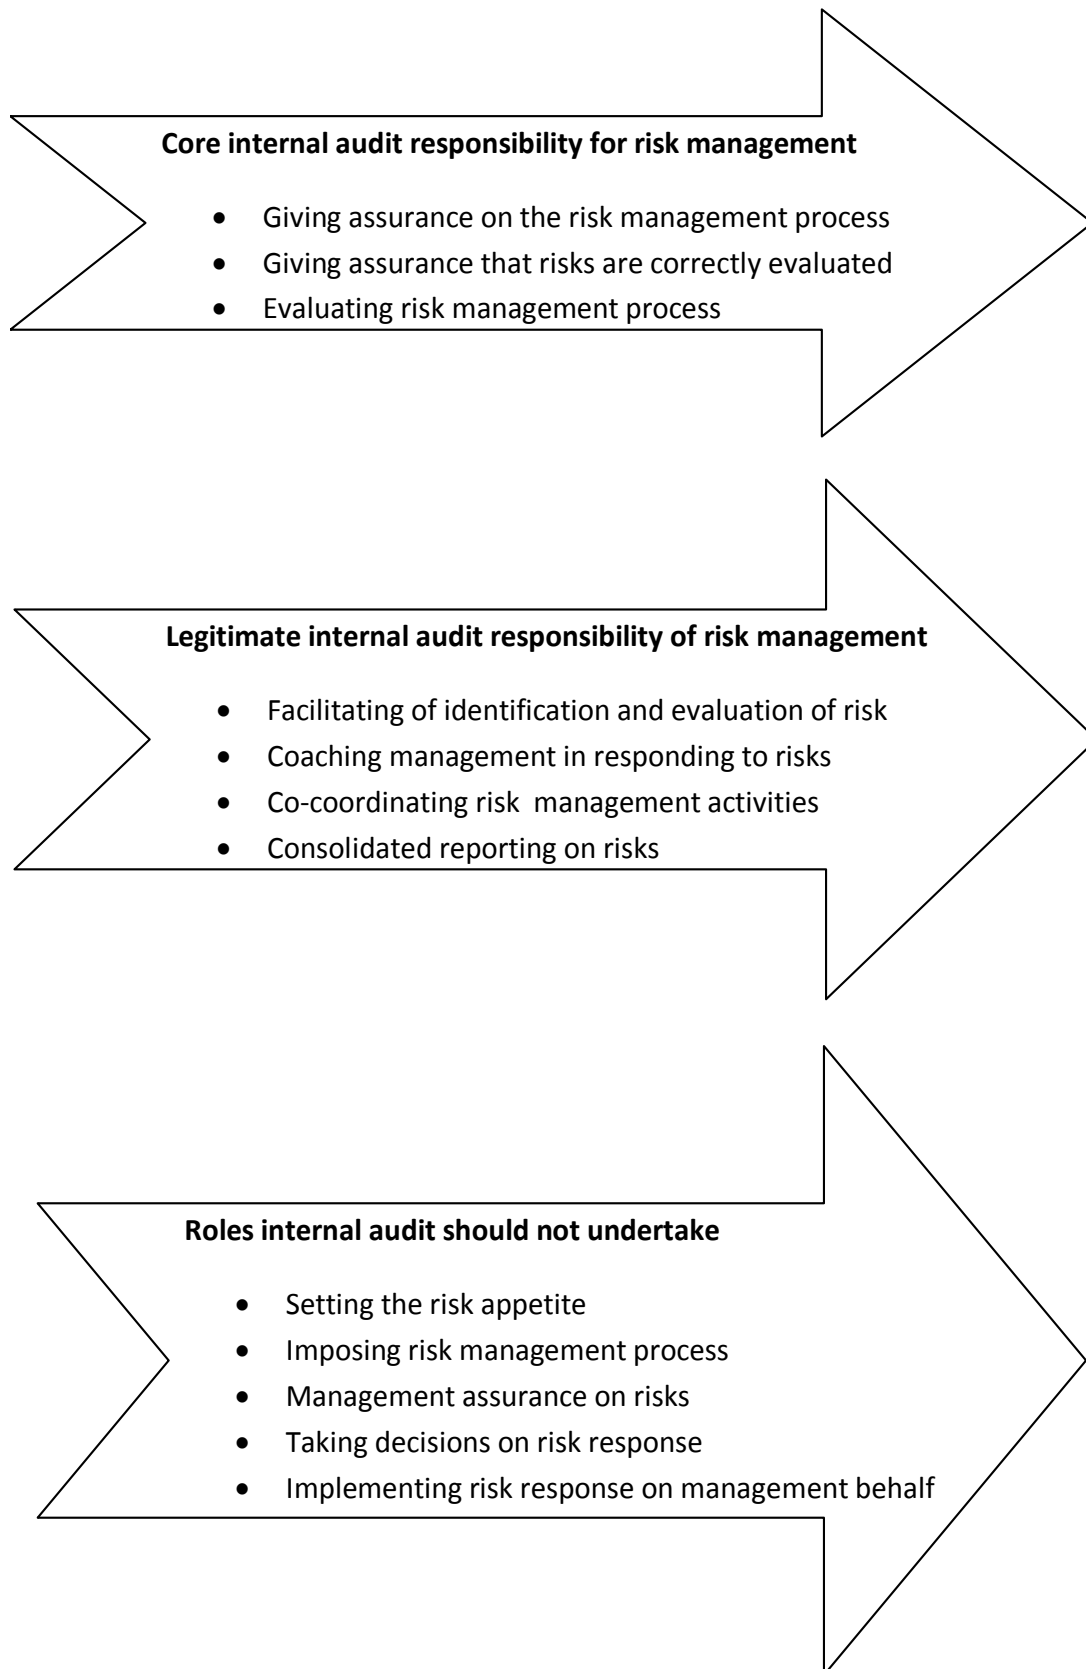 Core internal audit responsibility for risk management
• Giving assurance on the risk management process
• Giving assurance that risks are correctly evaluated
• Evaluating risk management process
Legitimate internal audit responsibility of risk management
• Facilitating of identification and evaluation of risk
• Coaching management in responding to risks
• Co-coordinating risk management activities
• Consolidated reporting on risks
Roles internal audit should not undertake
• Setting the risk appetite
• Imposing risk management process
• Management assurance on risks
• Taking decisions on risk response
• Implementing risk response on management behalf